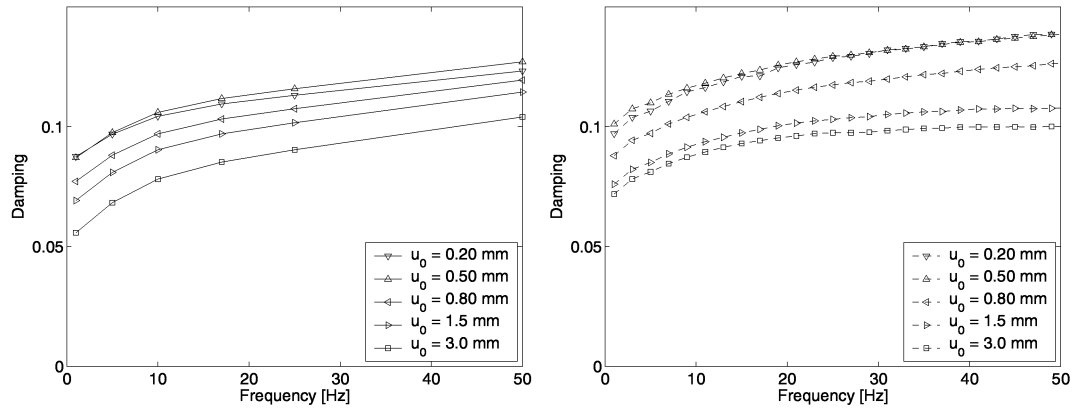 0.1
0.05
0
Damping
0 10 20 30 40 50
Frequency [Hz]
u0 = 0.20 mm
u0 = 0.50 mm
u0 = 0.80 mm
u0 = 1.5 mm
u0 = 3.0 mm
0.1
0.05
0
Damping
0 10 20 30 40 50
Frequency [Hz]
u0 = 0.20 mm
u0 = 0.50 mm
u0 = 0.80 mm
u0 = 1.5 mm
u0 = 3.0 mm